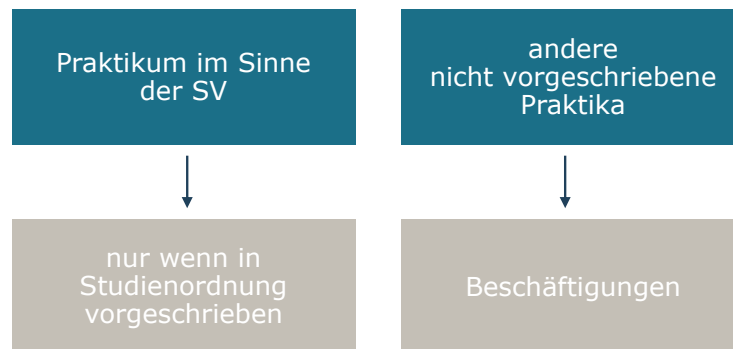 Praktikum im Sinne
der SV
andere
nicht vorgeschriebene
Praktika
nur wenn in
Studienordnung
vorgeschrieben
Beschäftigungen